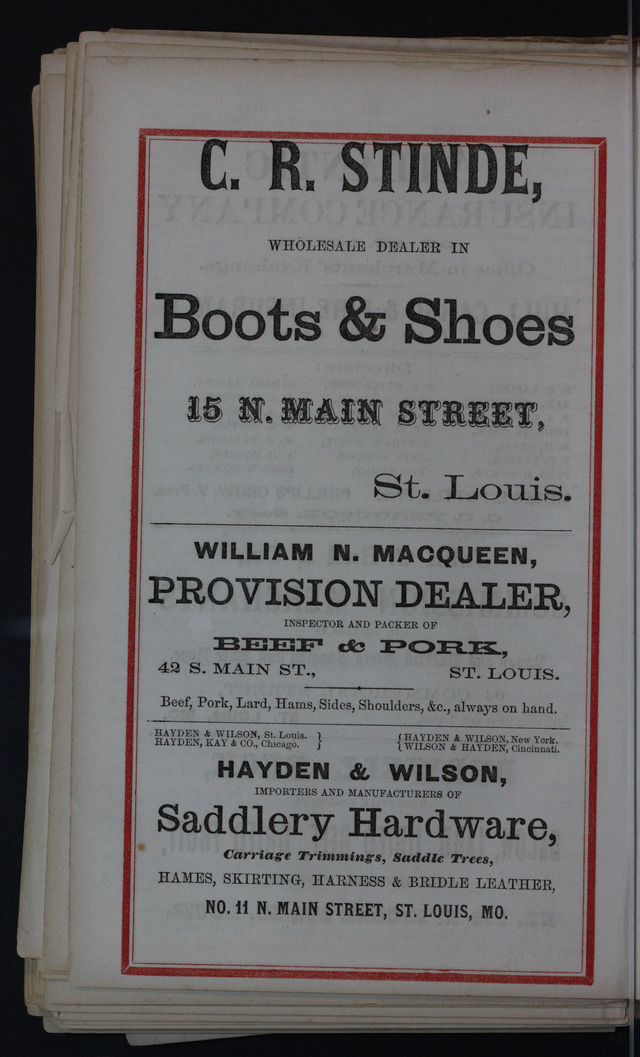 C. R. STINDE,
WHOLESALE DEALER IN
Boots & Shoes
15 N. MAIN STREET,
St. Louis.
WILLIAM N. MACQUEEN,
PROVISION DEALER,
INSPECTOR AND PACKER OF
BEEF & PORK,
42 S. MAIN ST., ST. LOUIS.
Beef, Pork, Lard, Hams, Sides, Shoulders, &c., always on hand.
HAYDEN & WILSON, St. Louis. } { HAYDEN & WILSON, New York.
HAYDEN, KAY & CO., Chicago. } { WILSON & HAYDEN, Cincinnati.
HAYDEN & WILSON,
IMPORTERS AND MANUFACTURERS OF
Saddlery Hardware,
Carriage Trimmings, Saddle Trees,
HAMES, SKIRTING, HARNESS & BRIDLE LEATHER,
NO. 11 N. MAIN STREET, ST. LOUIS, MO.